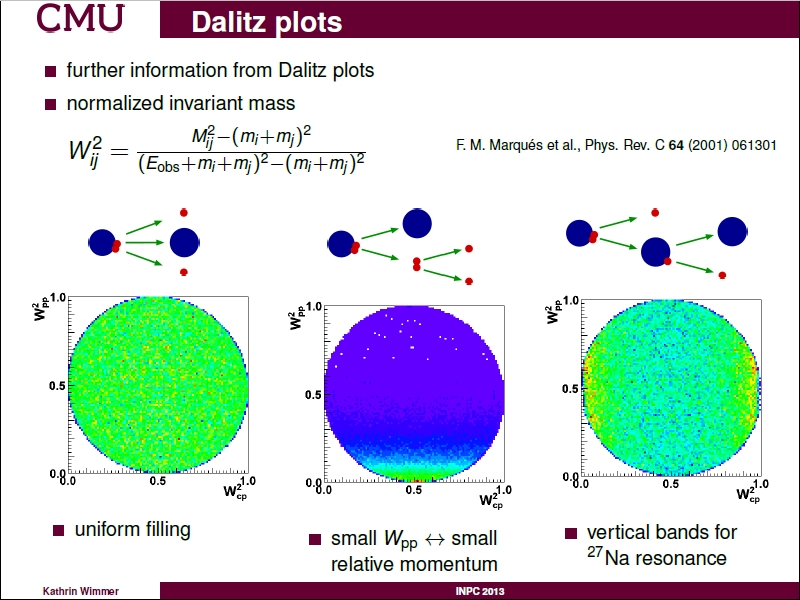 CMU
Dalitz plots
■ further information from Dalitz plots
■ normalized invariant mass
W²ᵢⱼ = M²ᵢⱼ−(mᵢ+mⱼ)² / (E_obs+mᵢ+mⱼ)²−(mᵢ+mⱼ)²
F. M. Marqués et al., Phys. Rev. C 64 (2001) 061301
W²pp
1.0
0.5
0.0
0.0 0.5 1.0
W²cp
W²pp
1.0
0.5
0.0
0.0 0.5 1.0
W²cp
W²pp
1.0
0.5
0.0
0.0 0.5 1.0
W²cp
■ uniform filling
■ small Wpp ↔ small
relative momentum
■ vertical bands for
²⁷Na resonance
Kathrin Wimmer
INPC 2013